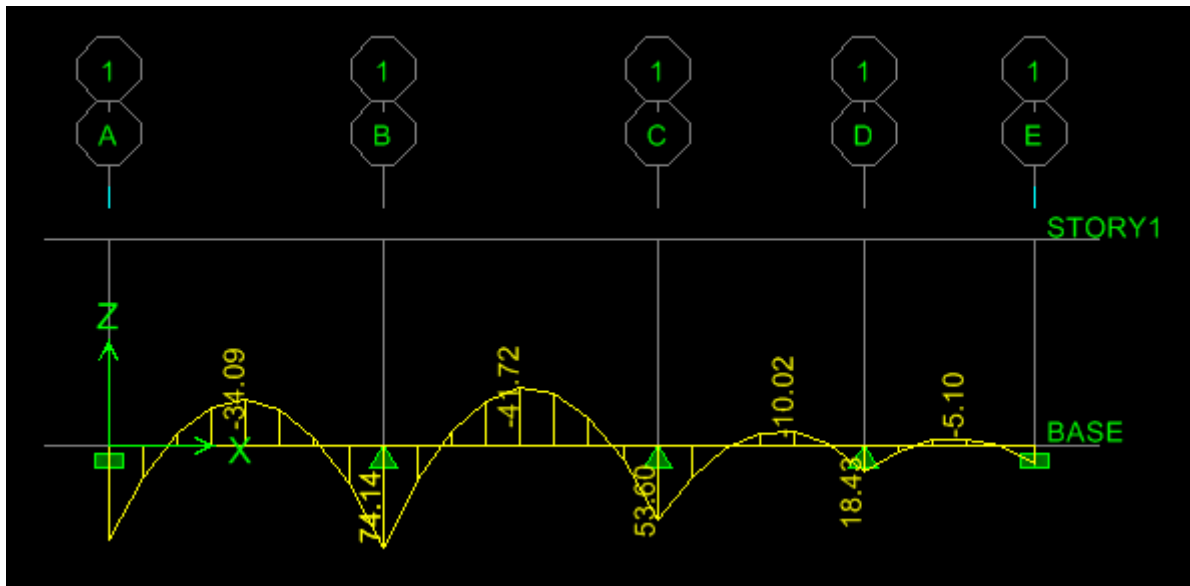 1 1 1 1 1
A B C D E
STORY1
Z
-34.09 -41.72 -10.02 -5.10
X
BASE
74.14 53.60 18.43